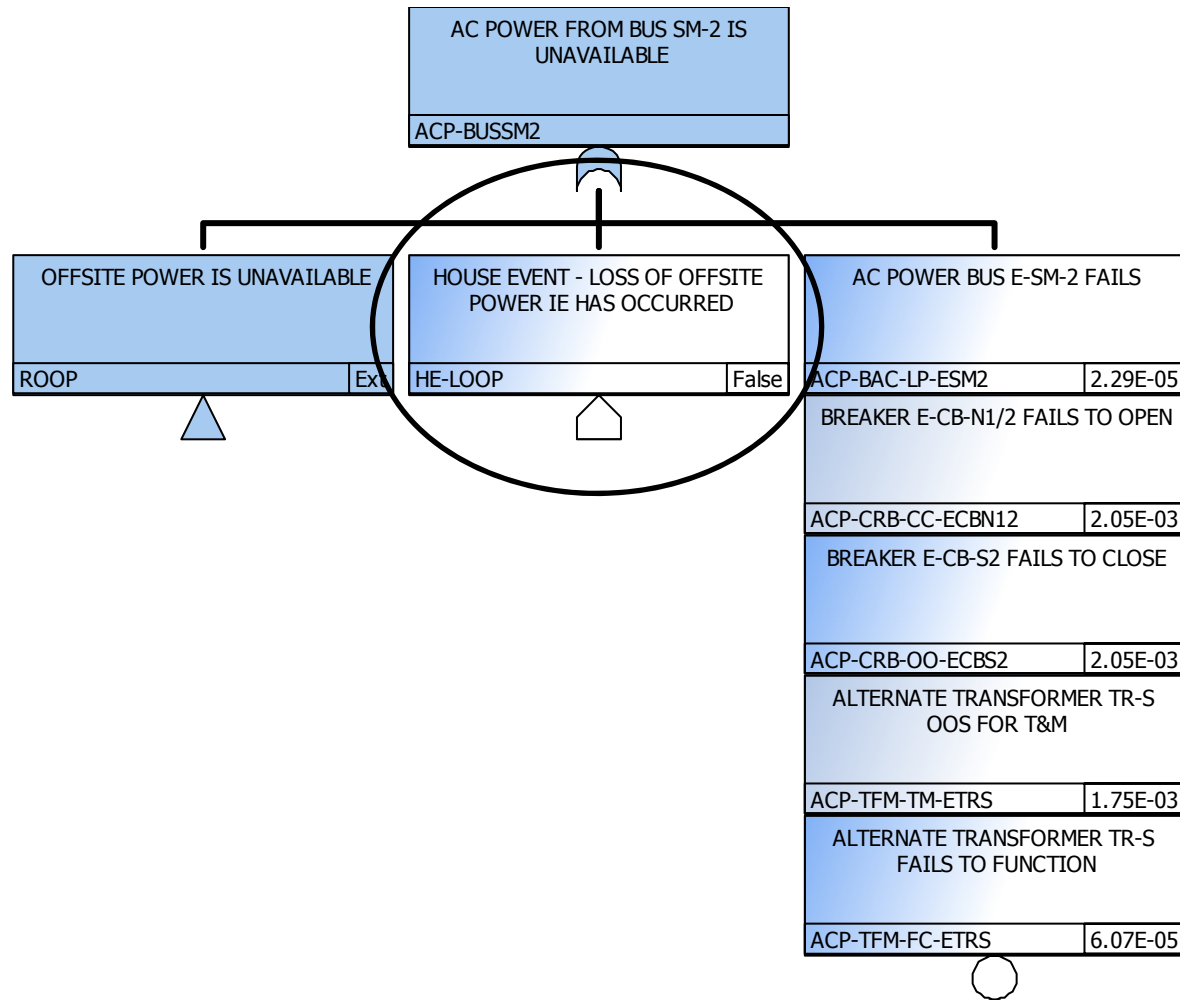 AC POWER FROM BUS SM-2 IS
UNAVAILABLE
ACP-BUSSM2
OFFSITE POWER IS UNAVAILABLE
ROOP
Ext
HOUSE EVENT - LOSS OF OFFSITE
POWER IE HAS OCCURRED
HE-LOOP
False
AC POWER BUS E-SM-2 FAILS
ACP-BAC-LP-ESM2
2.29E-05
BREAKER E-CB-N1/2 FAILS TO OPEN
ACP-CRB-CC-ECBN12
2.05E-03
BREAKER E-CB-S2 FAILS TO CLOSE
ACP-CRB-OO-ECBS2
2.05E-03
ALTERNATE TRANSFORMER TR-S
OOS FOR T&M
ACP-TFM-TM-ETRS
1.75E-03
ALTERNATE TRANSFORMER TR-S
FAILS TO FUNCTION
ACP-TFM-FC-ETRS
6.07E-05